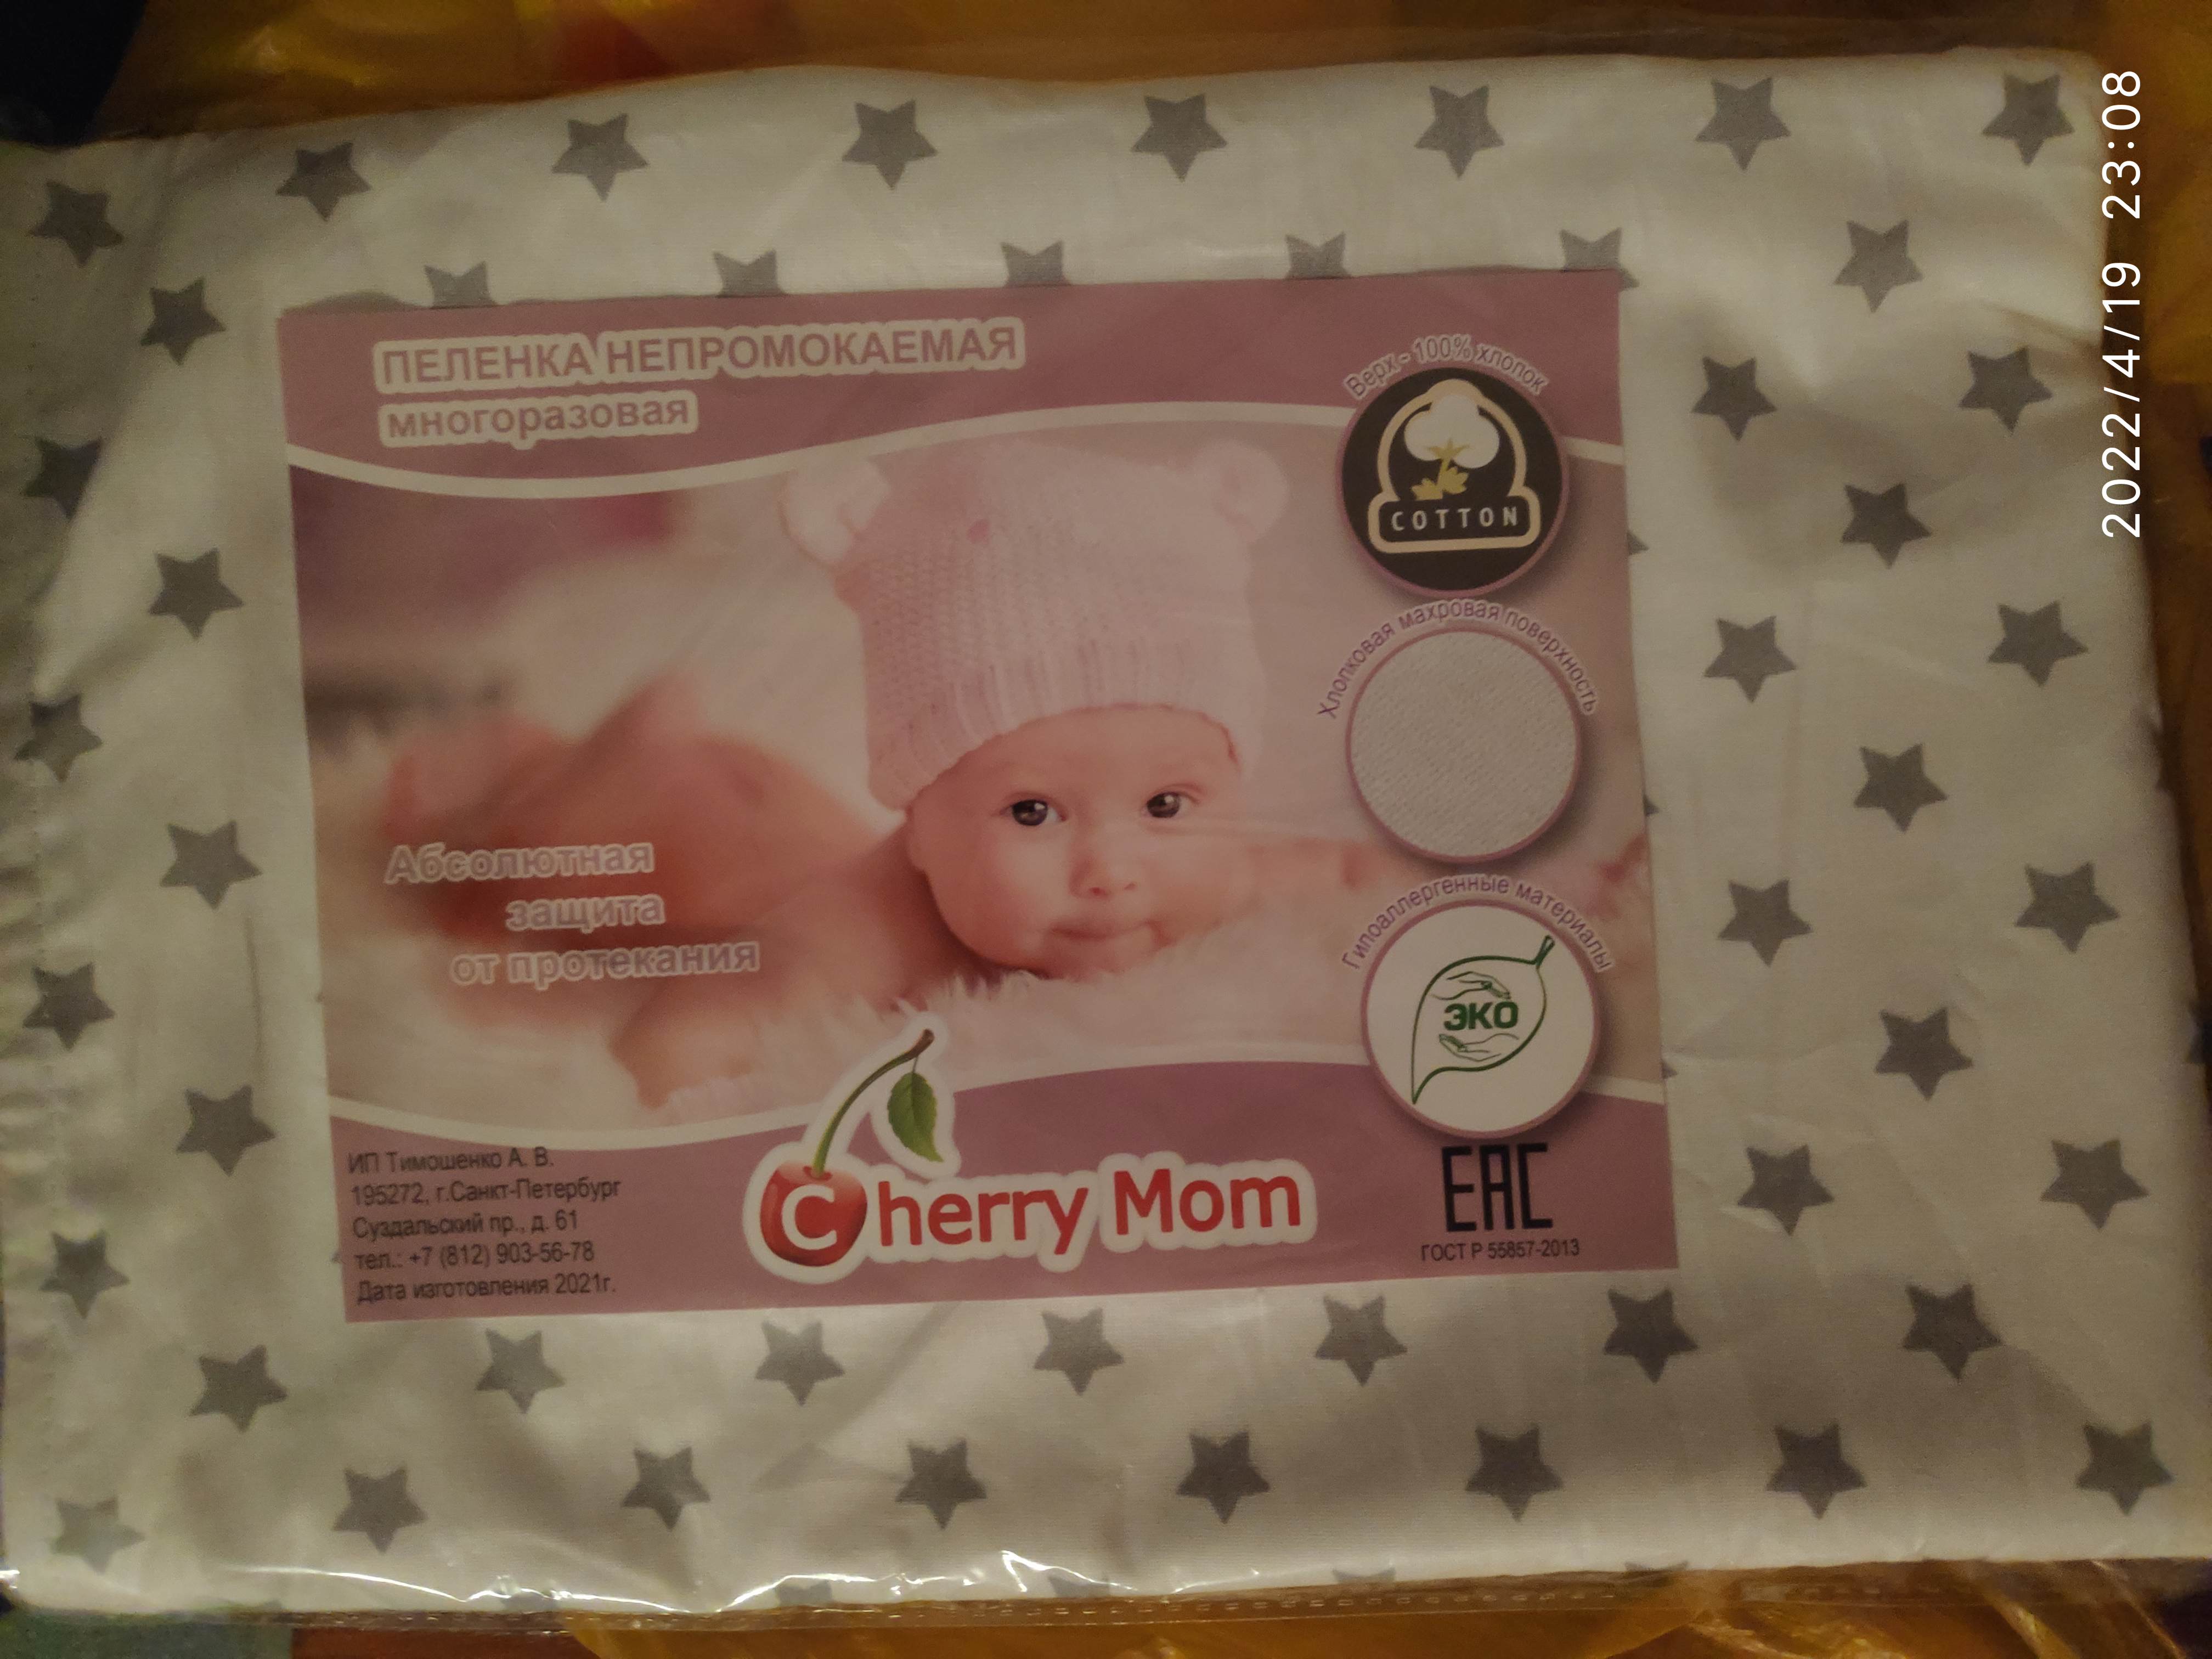 ПЕЛЕНКА НЕПРОМОКАЕМАЯ
многоразовая
Верх - 100% хлопок
COTTON
Хлопковая махровая поверхность
Гипоаллергенные материалы
ЭКО
Абсолютная
защита
от протекания
ИП Тимошенко А. В.
195272, г.Санкт-Петербург
Суздальский пр., д. 61
тел.: +7 (812) 903-56-78
Дата изготовления 2021г.
Cherry Mom
EAC
ГОСТ Р 55857-2013
2022/4/19 23:08